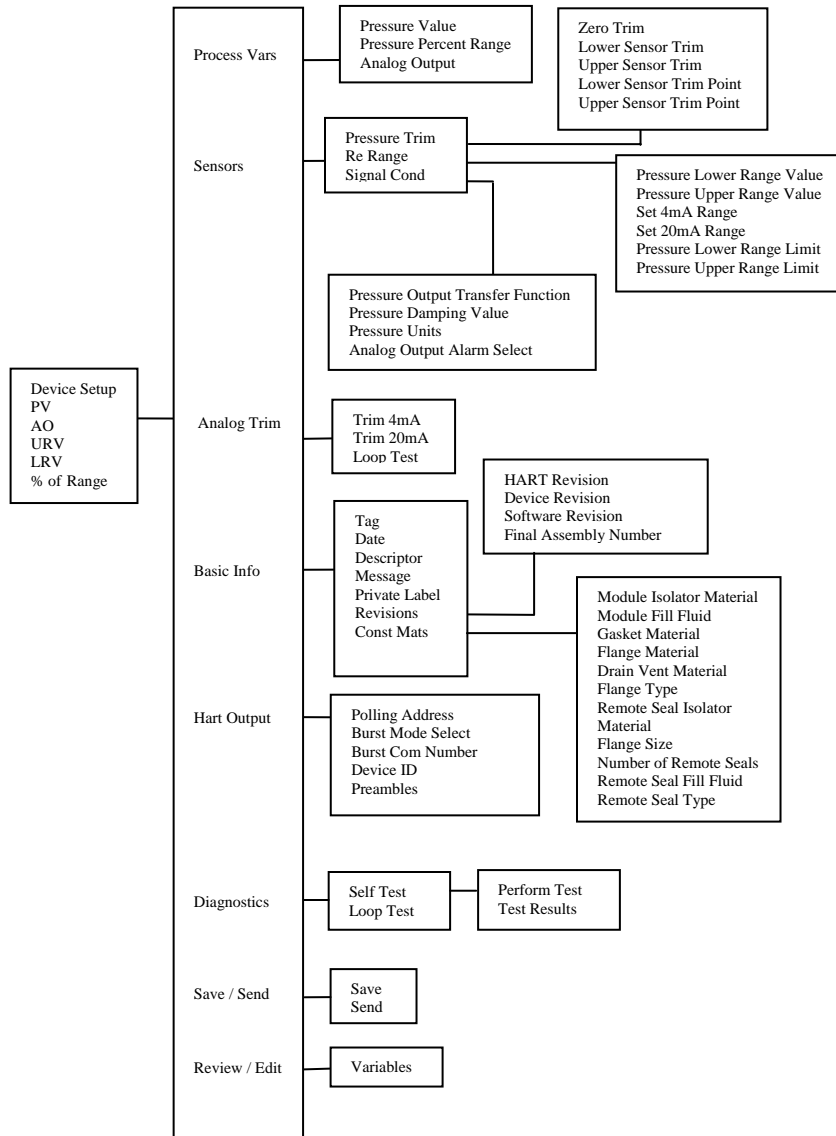 Process Vars
Pressure Value
Pressure Percent Range
Analog Output
Zero Trim
Lower Sensor Trim
Upper Sensor Trim
Lower Sensor Trim Point
Upper Sensor Trim Point
Sensors
Pressure Trim
Re Range
Signal Cond
Pressure Lower Range Value
Pressure Upper Range Value
Set 4mA Range
Set 20mA Range
Pressure Lower Range Limit
Pressure Upper Range Limit
Pressure Output Transfer Function
Pressure Damping Value
Pressure Units
Analog Output Alarm Select
Device Setup
PV
AO
URV
LRV
% of Range
Analog Trim
Trim 4mA
Trim 20mA
Loop Test
HART Revision
Device Revision
Software Revision
Final Assembly Number
Basic Info
Tag
Date
Descriptor
Message
Private Label
Revisions
Const Mats
Module Isolator Material
Module Fill Fluid
Gasket Material
Flange Material
Drain Vent Material
Flange Type
Remote Seal Isolator
Material
Flange Size
Number of Remote Seals
Remote Seal Fill Fluid
Remote Seal Type
Hart Output
Polling Address
Burst Mode Select
Burst Com Number
Device ID
Preambles
Diagnostics
Self Test
Loop Test
Perform Test
Test Results
Save / Send
Save
Send
Review / Edit
Variables